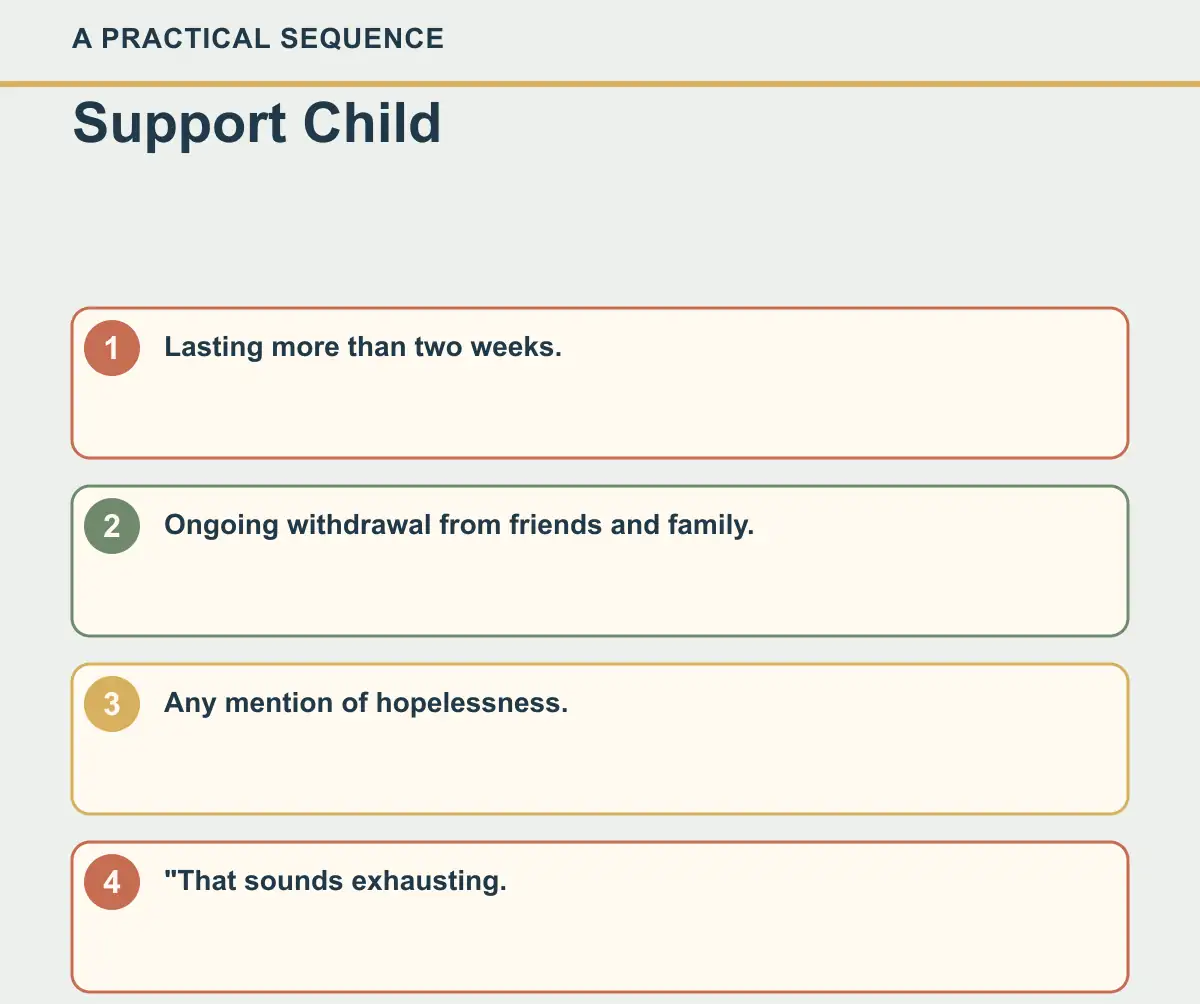 A PRACTICAL SEQUENCE
Support Child
1 Lasting more than two weeks.
2 Ongoing withdrawal from friends and family.
3 Any mention of hopelessness.
4 "That sounds exhausting.